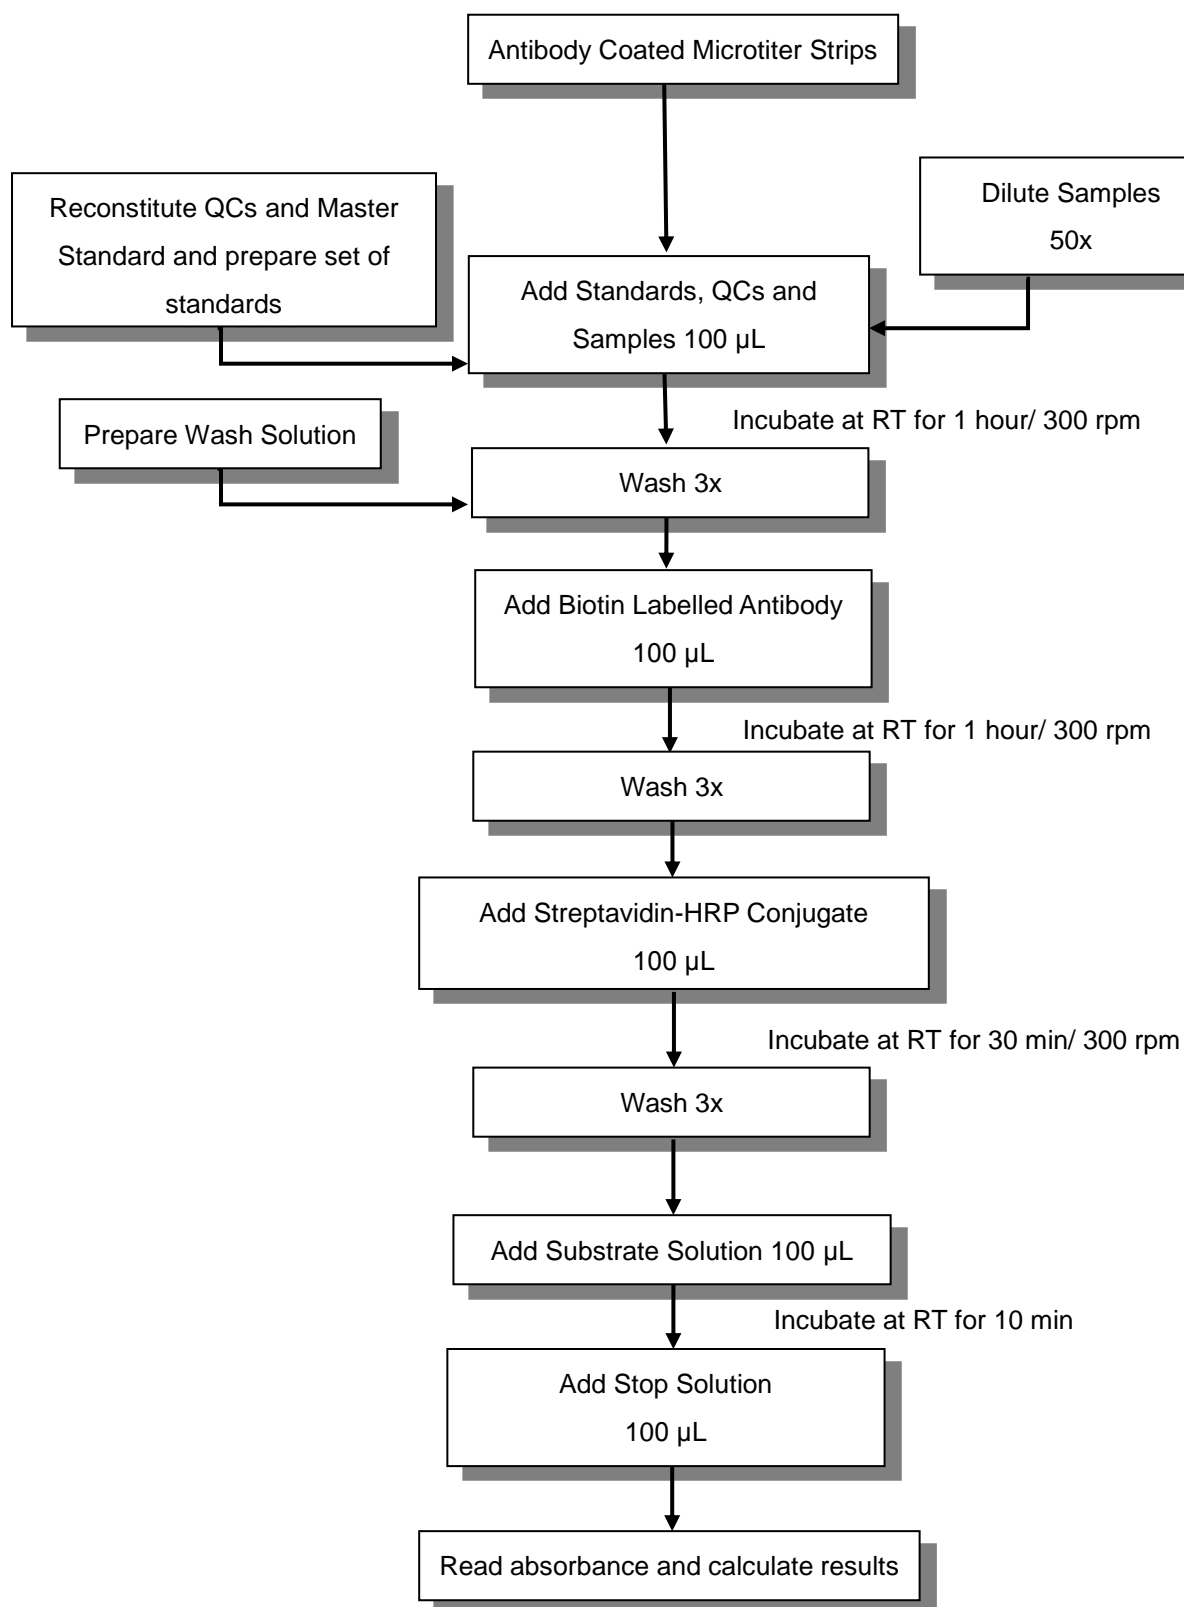 Antibody Coated Microtiter Strips
Reconstitute QCs and Master
Standard and prepare set of
standards
Dilute Samples
50x
Add Standards, QCs and
Samples 100 µL
Incubate at RT for 1 hour/ 300 rpm
Prepare Wash Solution
Wash 3x
Add Biotin Labelled Antibody
100 µL
Incubate at RT for 1 hour/ 300 rpm
Wash 3x
Add Streptavidin-HRP Conjugate
100 µL
Incubate at RT for 30 min/ 300 rpm
Wash 3x
Add Substrate Solution 100 µL
Incubate at RT for 10 min
Add Stop Solution
100 µL
Read absorbance and calculate results